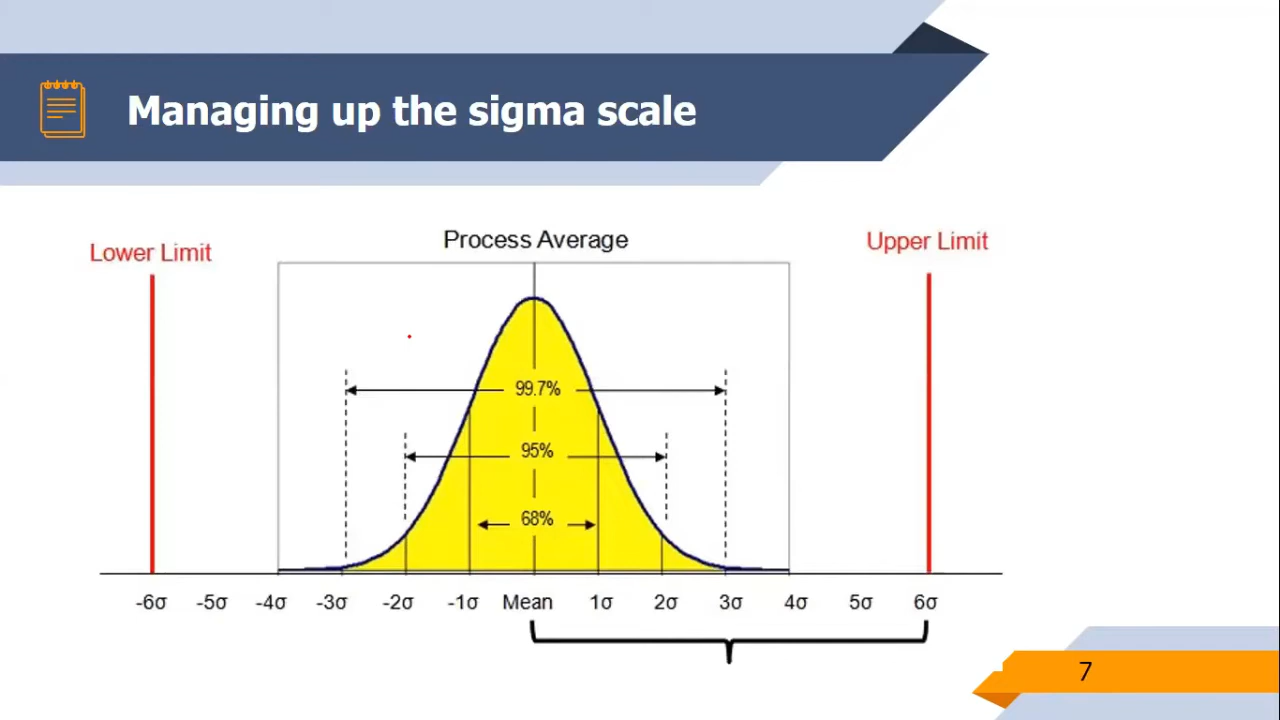 Managing up the sigma scale
Process Average
Lower Limit
Upper Limit
99.7%
95%
68%
-6σ -5σ -4σ -3σ -2σ -1σ Mean 1σ 2σ 3σ 4σ 5σ 6σ
7